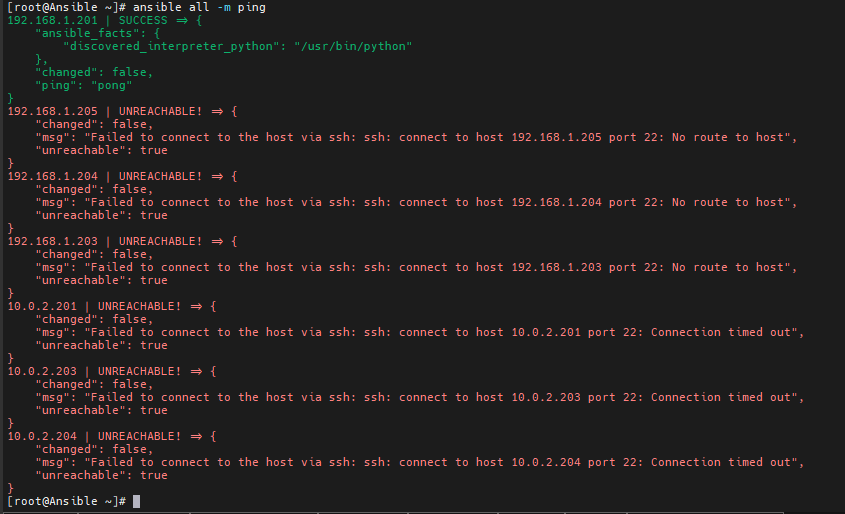 [root@Ansible ~]# ansible all -m ping
192.168.1.201 | SUCCESS => {
    "ansible_facts": {
        "discovered_interpreter_python": "/usr/bin/python"
    },
    "changed": false,
    "ping": "pong"
}
192.168.1.205 | UNREACHABLE! => {
    "changed": false,
    "msg": "Failed to connect to the host via ssh: ssh: connect to host 192.168.1.205 port 22: No route to host",
    "unreachable": true
}
192.168.1.204 | UNREACHABLE! => {
    "changed": false,
    "msg": "Failed to connect to the host via ssh: ssh: connect to host 192.168.1.204 port 22: No route to host",
    "unreachable": true
}
192.168.1.203 | UNREACHABLE! => {
    "changed": false,
    "msg": "Failed to connect to the host via ssh: ssh: connect to host 192.168.1.203 port 22: No route to host",
    "unreachable": true
}
10.0.2.201 | UNREACHABLE! => {
    "changed": false,
    "msg": "Failed to connect to the host via ssh: ssh: connect to host 10.0.2.201 port 22: Connection timed out",
    "unreachable": true
}
10.0.2.203 | UNREACHABLE! => {
    "changed": false,
    "msg": "Failed to connect to the host via ssh: ssh: connect to host 10.0.2.203 port 22: Connection timed out",
    "unreachable": true
}
10.0.2.204 | UNREACHABLE! => {
    "changed": false,
    "msg": "Failed to connect to the host via ssh: ssh: connect to host 10.0.2.204 port 22: Connection timed out",
    "unreachable": true
}
[root@Ansible ~]#